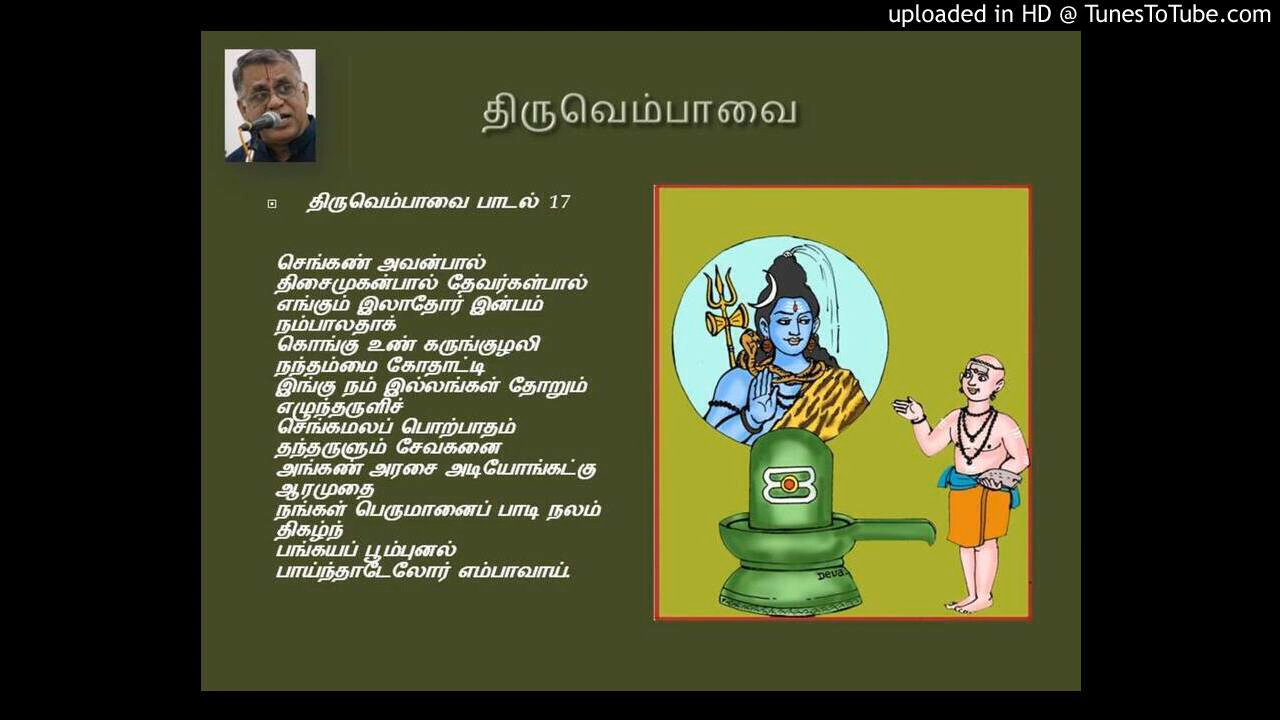 uploaded in HD @ TunesToTube.com
திருவெம்பாவை
திருவெம்பாவை பாடல் 17
செங்கண் அவன்பால்
திசைமுகன்பால் தேவர்கள்பால்
எங்கும் இலாதோர் இன்பம்
நம்பாலதாக்
கொங்கு உண் கருங்குழலி
நந்தம்மை கோதாட்டி
இங்கு நம் இல்லங்கள் தோறும்
எழுந்தருளிச்
செங்கமலப் பொற்பாதம்
தந்தருளும் சேவகனை
அங்கண் அரசை அடியோங்கட்கு
ஆரமுதை
நங்கள் பெருமானைப் பாடி நலம்
திகழ்ந்
பங்கயப் பூம்புனல்
பாய்ந்தாடேலோர் எம்பாவாய்.
Deva